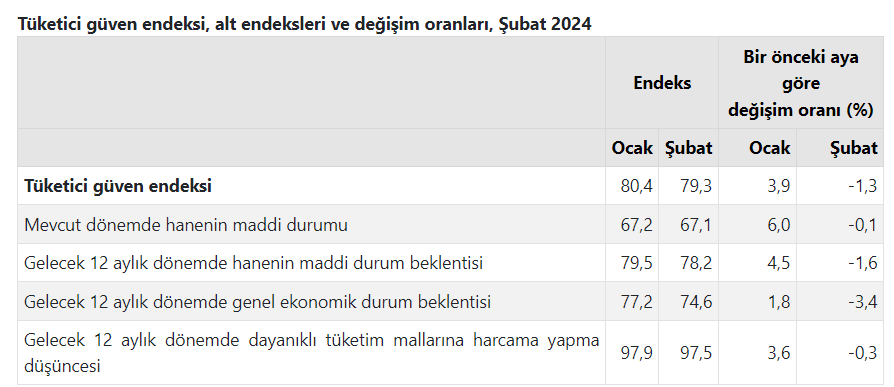 Tüketici güven endeksi, alt endeksleri ve değişim oranları, Şubat 2024
Endeks
Bir önceki aya
göre
değişim oranı (%)
Ocak Şubat Ocak Şubat
Tüketici güven endeksi 80,4 79,3 3,9 -1,3
Mevcut dönemde hanenin maddi durumu 67,2 67,1 6,0 -0,1
Gelecek 12 aylık dönemde hanenin maddi durum beklentisi 79,5 78,2 4,5 -1,6
Gelecek 12 aylık dönemde genel ekonomik durum beklentisi 77,2 74,6 1,8 -3,4
Gelecek 12 aylık dönemde dayanıklı tüketim mallarına harcama yapma
düşüncesi 97,9 97,5 3,6 -0,3